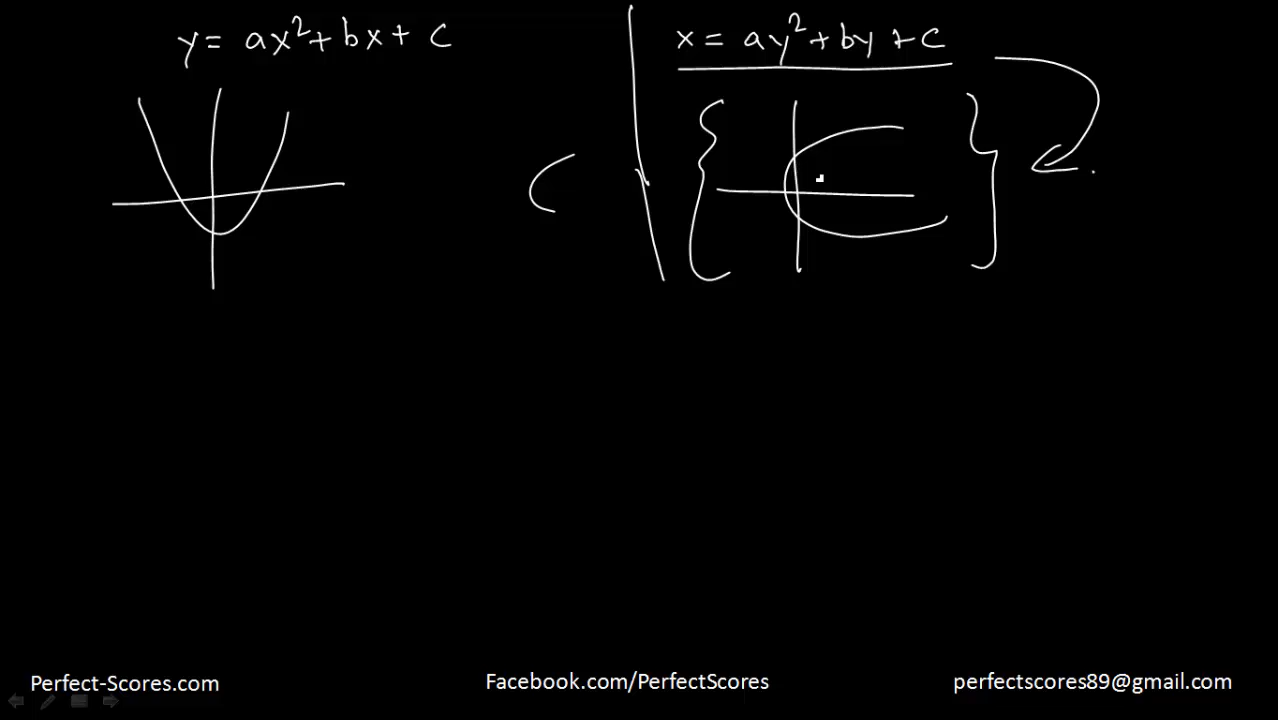 y = ax² + bx + c
x = ay² + by + c
Perfect-Scores.com
Facebook.com/PerfectScores
perfectscores89@gmail.com